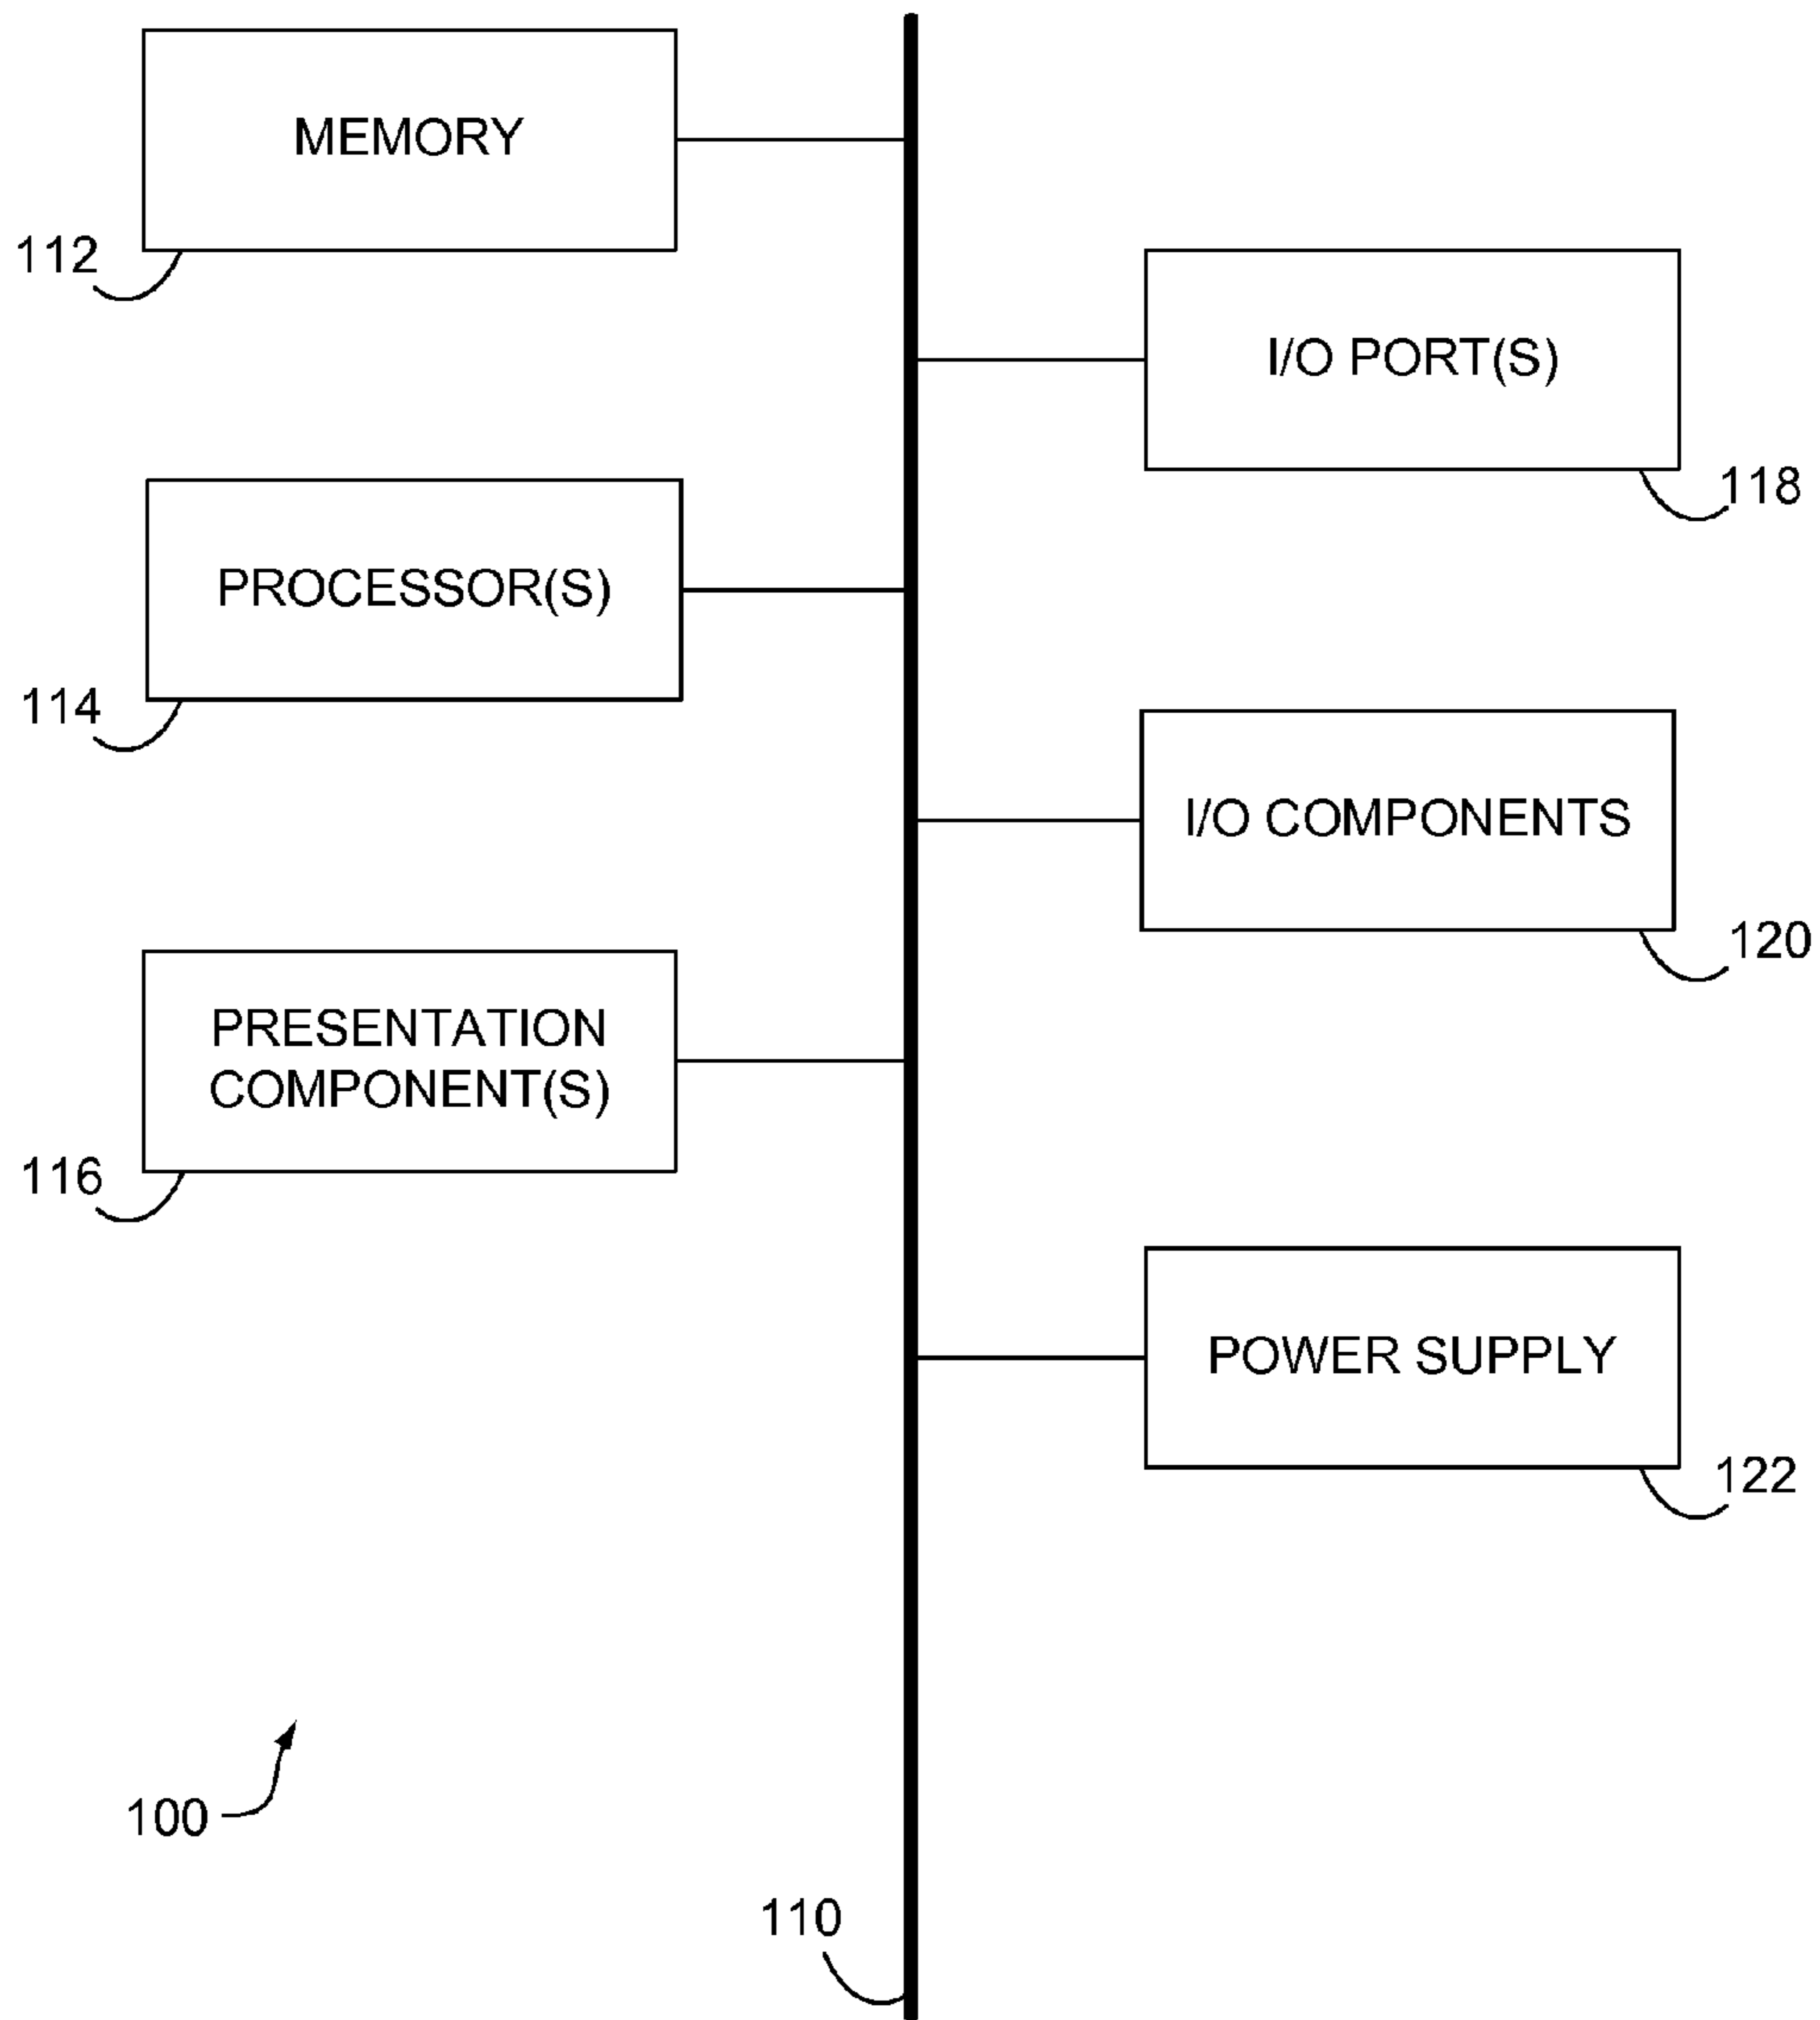 MEMORY
112
I/O PORT(S)
118
PROCESSOR(S)
114
I/O COMPONENTS
120
PRESENTATION
COMPONENT(S)
116
POWER SUPPLY
122
100
110